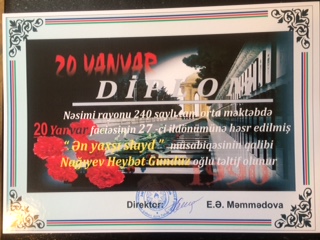 20 YANVAR
DİPLOM
Nəsimi rayonu 240 saylı tam orta məktəbdə
20 Yanvar faciəsinin 27-ci ildönümünə həsr edilmiş
"Ən yaxşı slayd" müsabiqəsinin qalibi
Nağıyev Heybət Gündüz oğlu təltif olunur
Direktor: E.Ə. Məmmədova